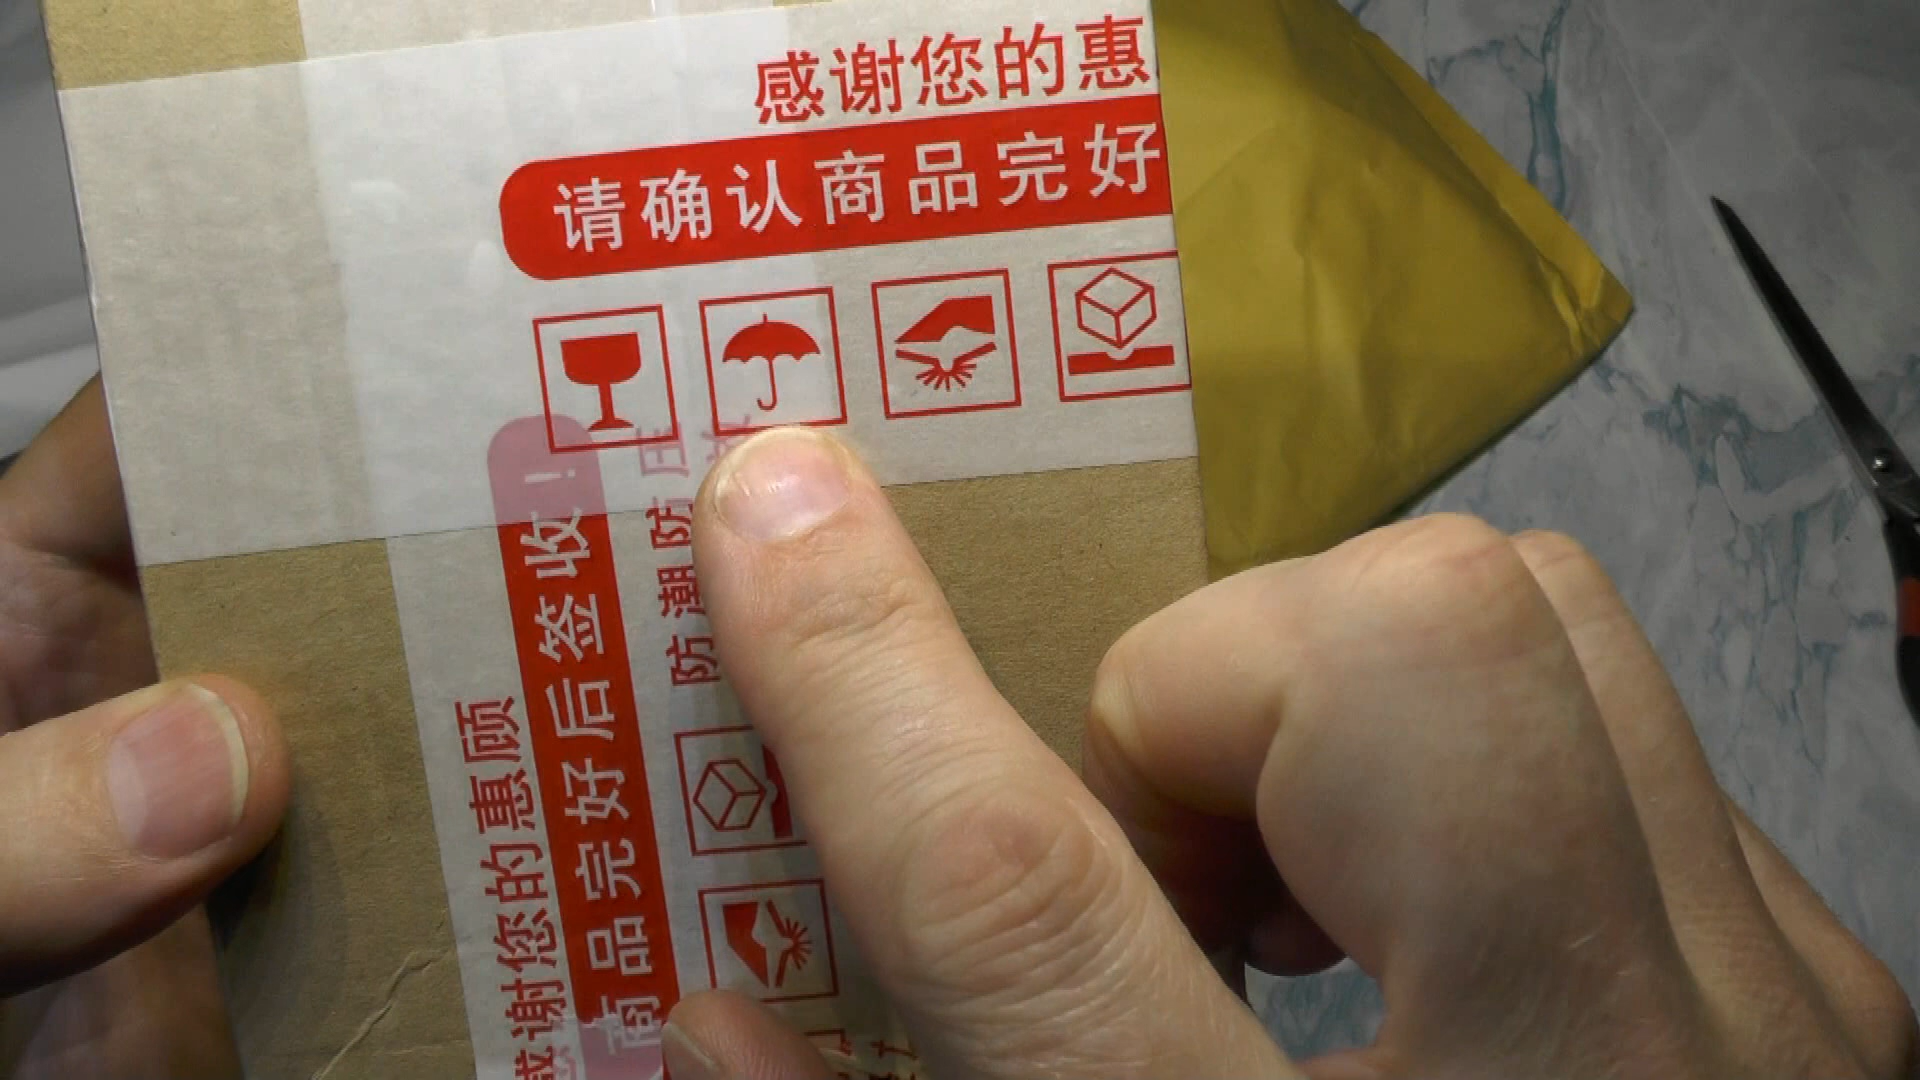 感谢您的惠
请确认商品完好
感谢您的惠顾
商品完好后签收！
防潮防压